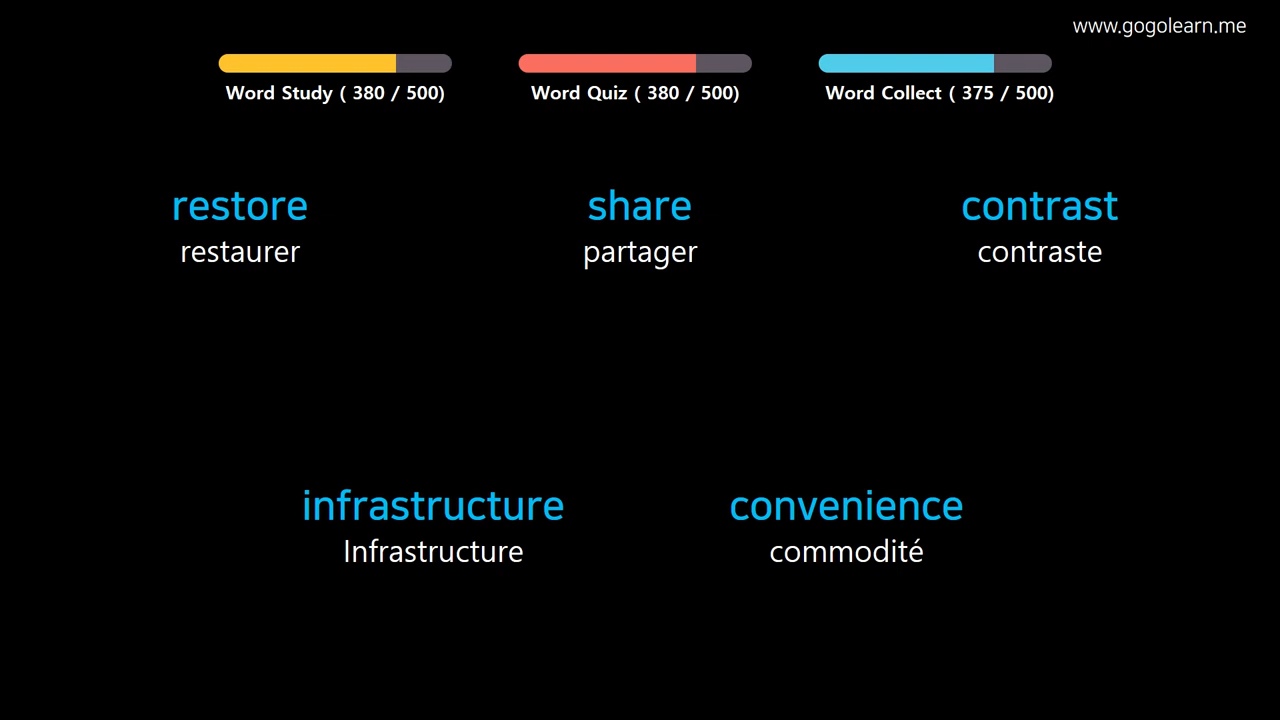 www.gogolearn.me
Word Study ( 380 / 500)
Word Quiz ( 380 / 500)
Word Collect ( 375 / 500)
restore
restaurer
share
partager
contrast
contraste
infrastructure
Infrastructure
convenience
commodité